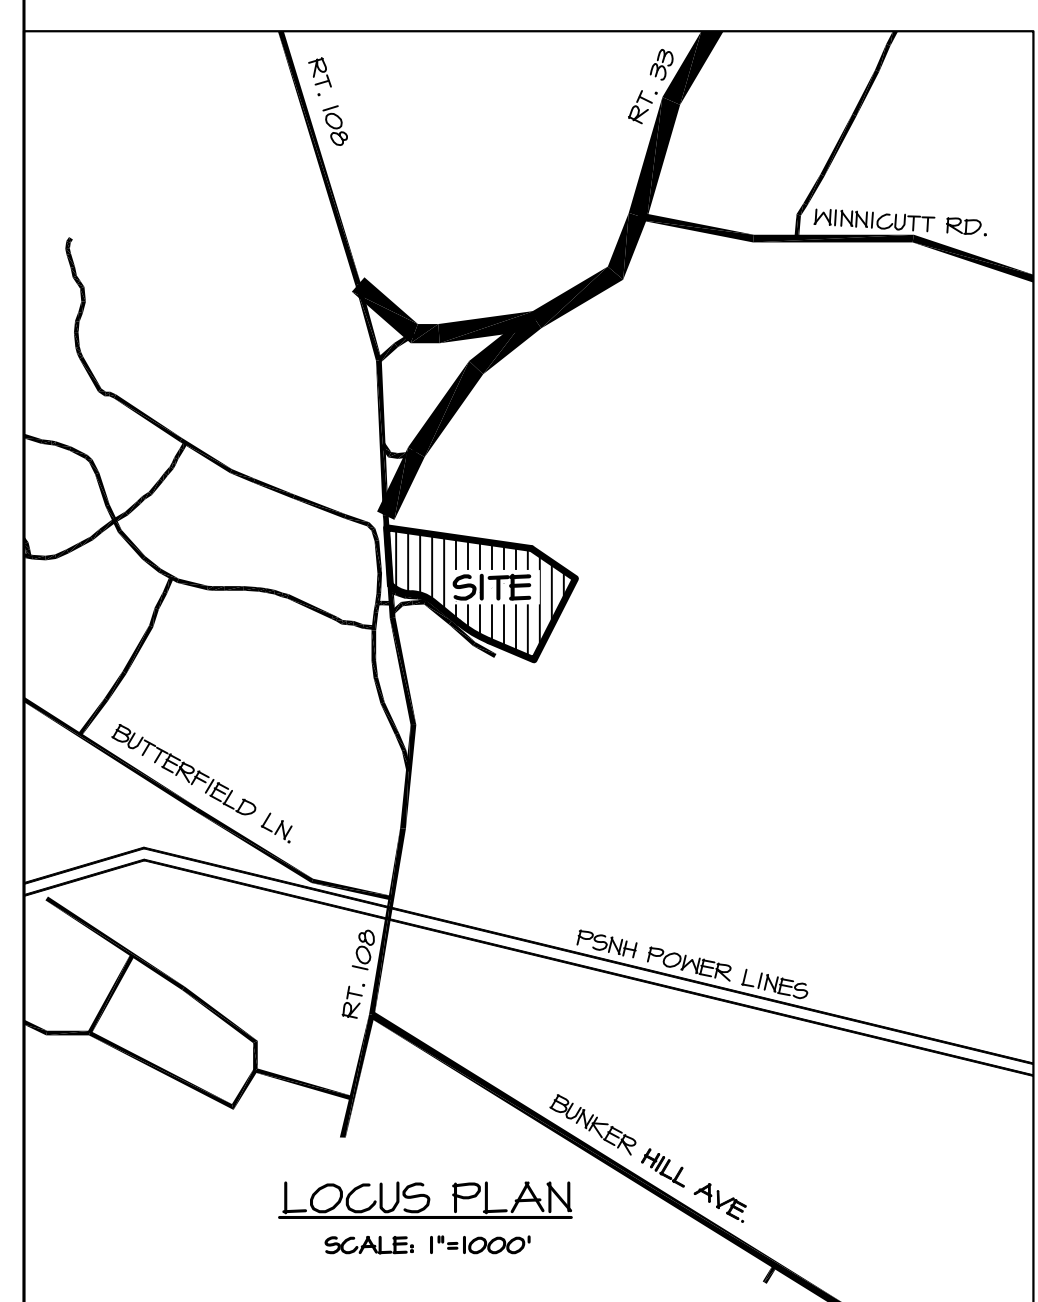 RT. 108
RT. 33
WINNICUTT RD.
SITE
BUTTERFIELD LN.
RT. 108
PSNH POWER LINES
BUNKER HILL AVE.
LOCUS PLAN
SCALE: 1"=1000'